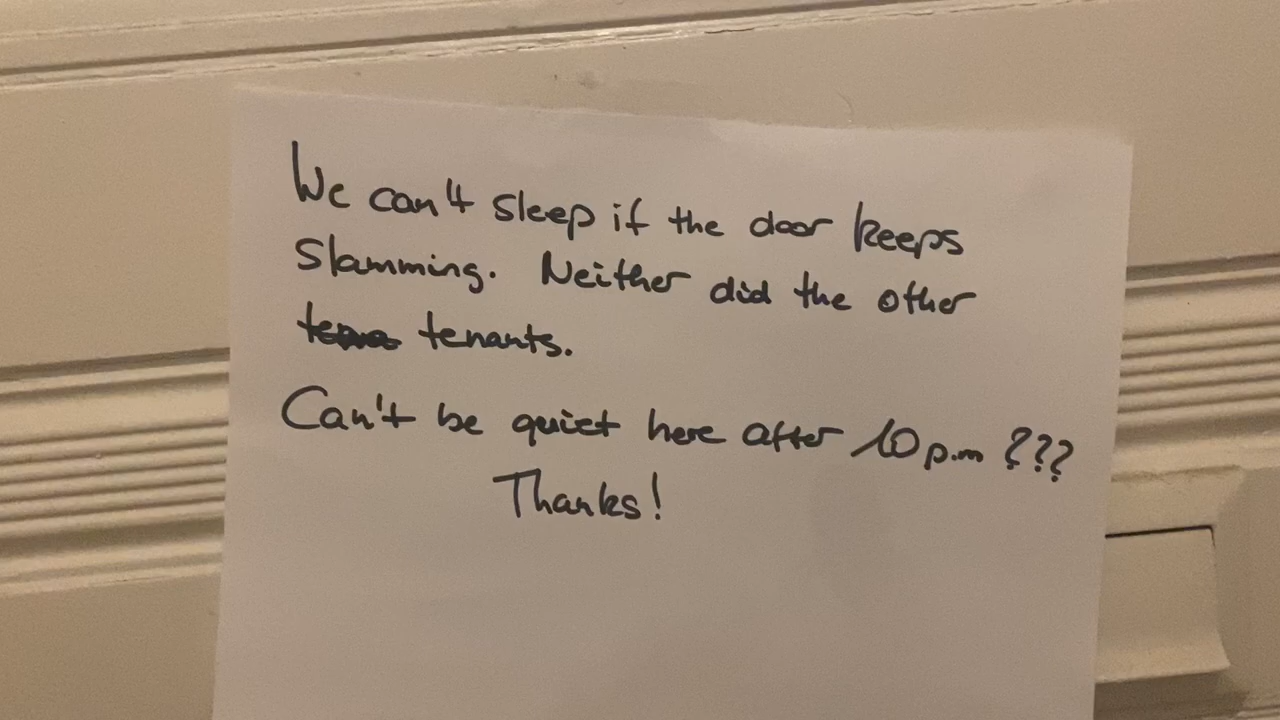 We can't sleep if the door keeps
slamming. Neither did the other
tenants.
Can't be quiet here after 10 p.m ???
Thanks!